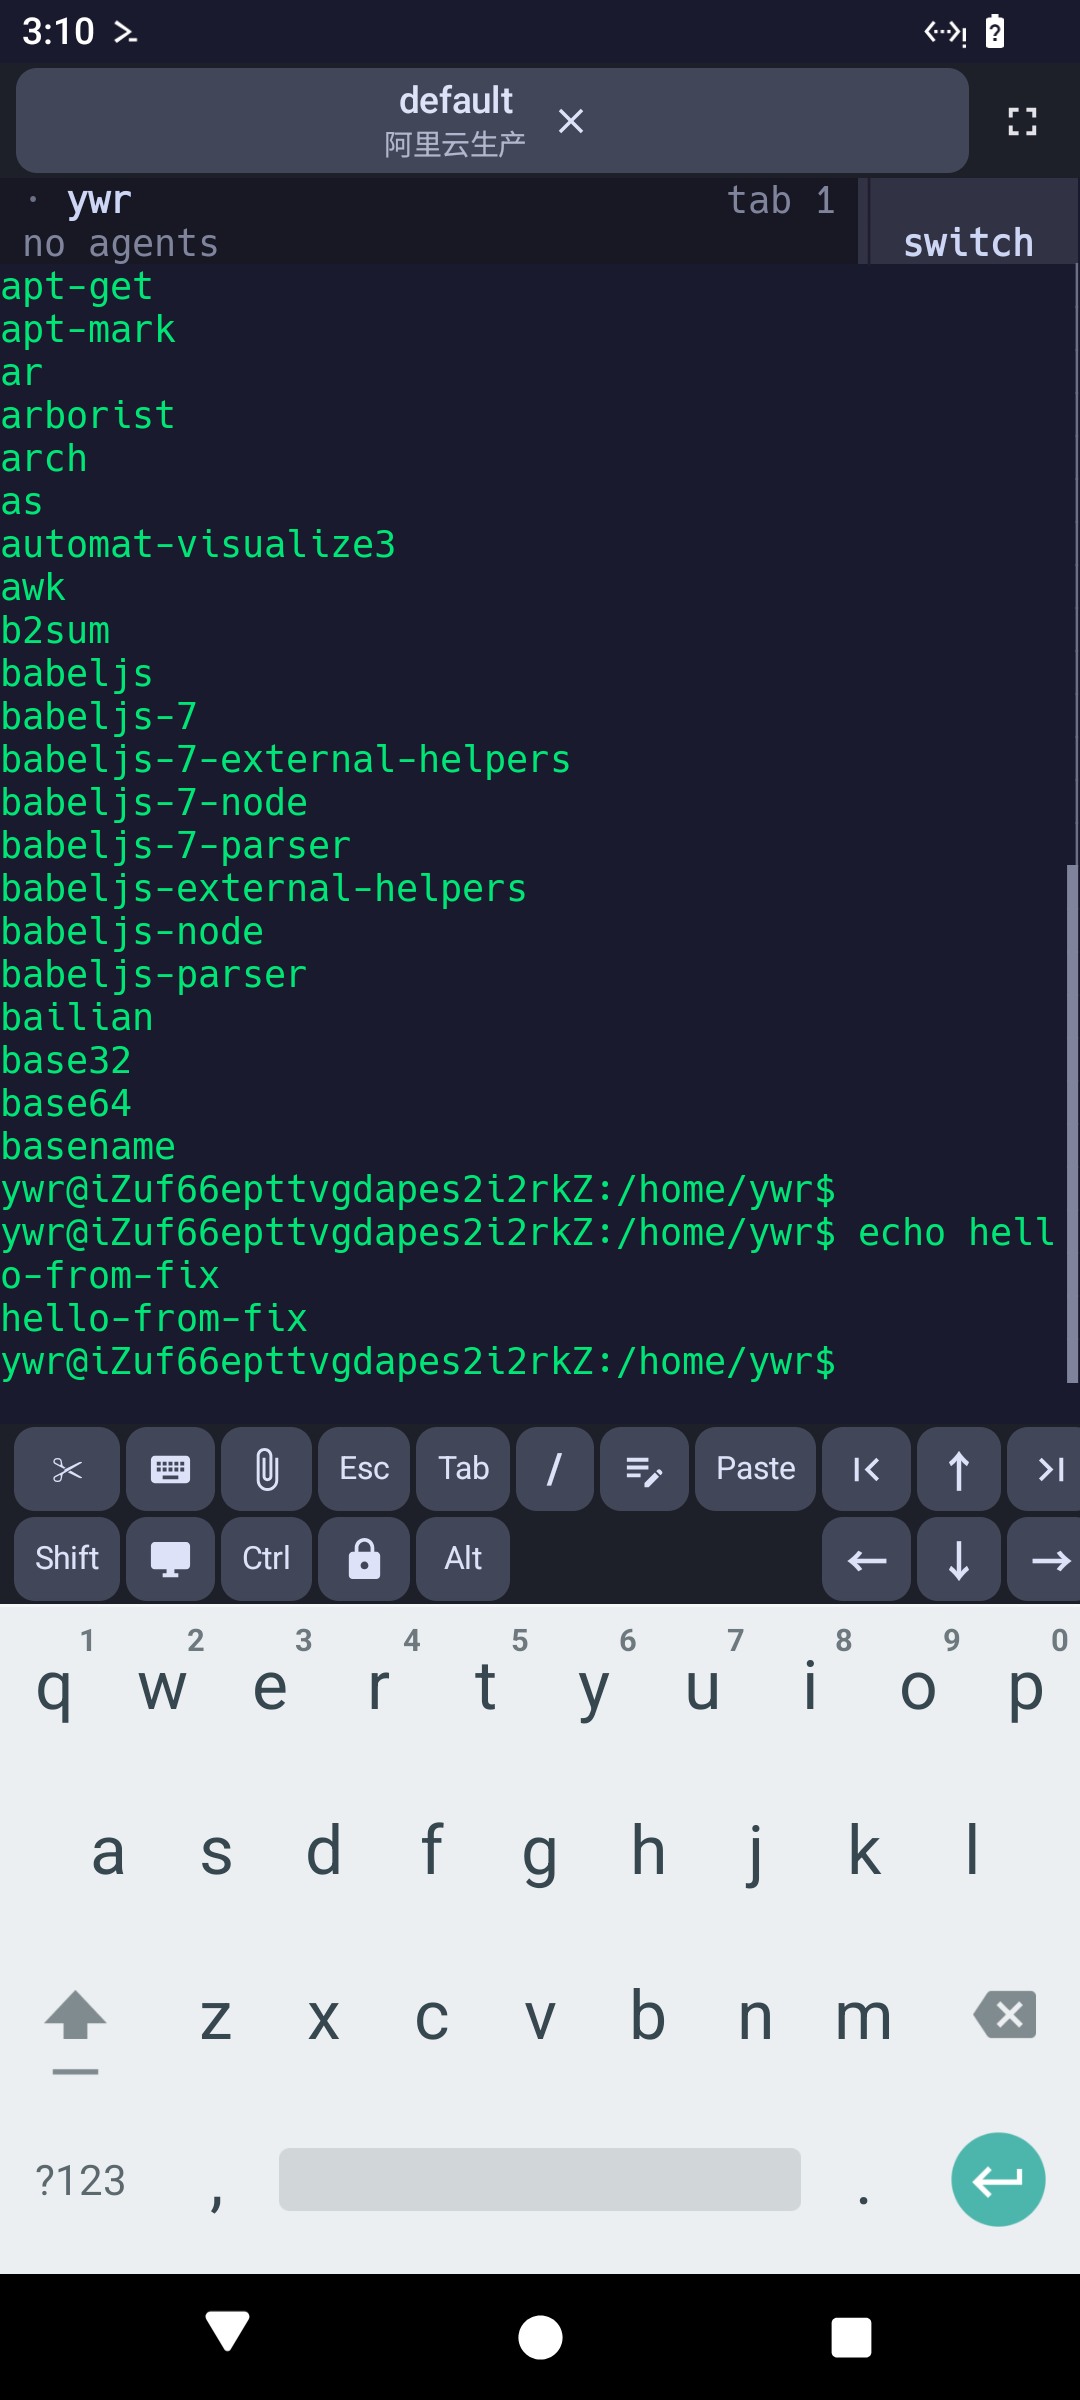 3:10
default
阿里云生产
· ywr tab 1
no agents switch
apt-get
apt-mark
ar
arborist
arch
as
automat-visualize3
awk
b2sum
babeljs
babeljs-7
babeljs-7-external-helpers
babeljs-7-node
babeljs-7-parser
babeljs-external-helpers
babeljs-node
babeljs-parser
bailian
base32
base64
basename
ywr@iZuf66epttvgdapes2i2rkZ:/home/ywr$
ywr@iZuf66epttvgdapes2i2rkZ:/home/ywr$ echo hell
o-from-fix
hello-from-fix
ywr@iZuf66epttvgdapes2i2rkZ:/home/ywr$
Esc Tab / Paste
Shift Ctrl Alt
1 2 3 4 5 6 7 8 9 0
q w e r t y u i o p
a s d f g h j k l
z x c v b n m
?123 , .